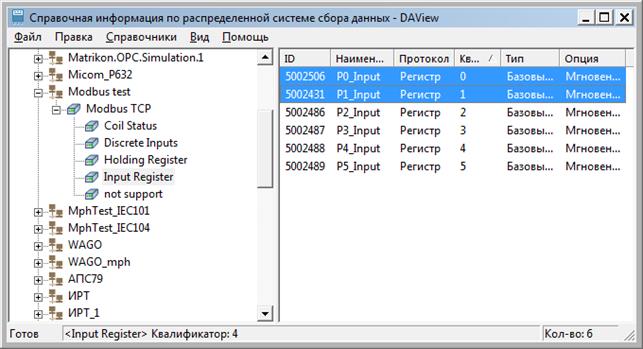 Справочная информация по распределенной системе сбора данных - DAView
Файл Правка Справочники Вид Помощь
Matrikon.OPC.Simulation.1
Micom_P632
Modbus test
Modbus TCP
Coil Status
Discrete Inputs
Holding Register
Input Register
not support
MphTest_IEC101
MphTest_IEC104
WAGO
WAGO_mph
АПС79
ИРТ
ИРТ_1
ID Наимен... Протокол Кв... Тип Опция
5002506 P0_Input Регистр 0 Базовы... Мгновен...
5002431 P1_Input Регистр 1 Базовы... Мгновен...
5002486 P2_Input Регистр 2 Базовы... Мгновен...
5002487 P3_Input Регистр 3 Базовы... Мгновен...
5002488 P4_Input Регистр 4 Базовы... Мгновен...
5002489 P5_Input Регистр 5 Базовы... Мгновен...
Готов <Input Register> Квалификатор: 4 Кол-во: 6